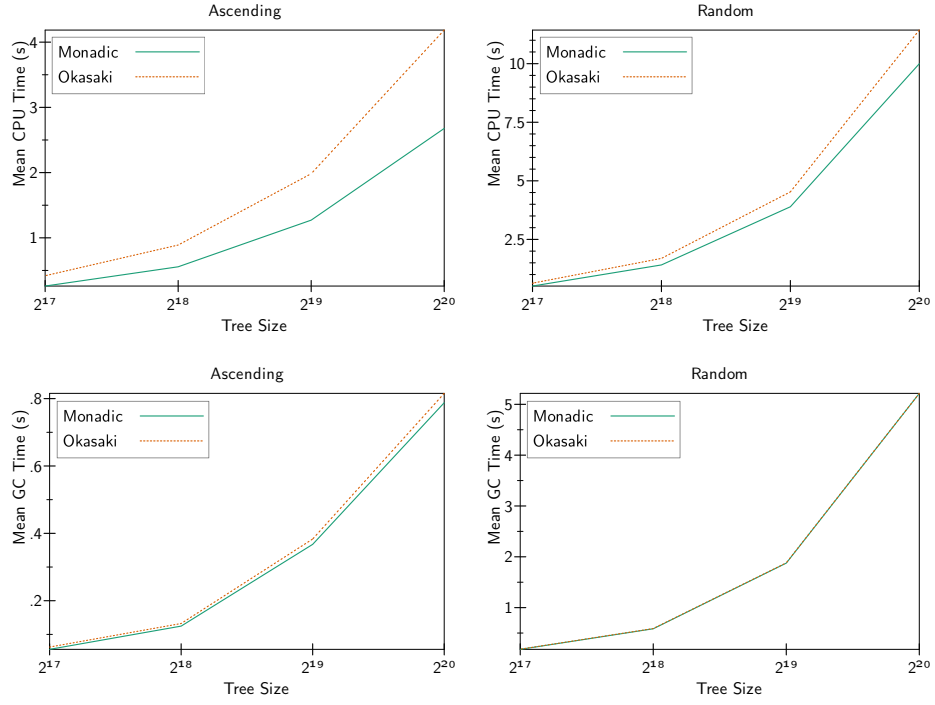 Ascending
Mean CPU Time (s)
4
3
2
1
Monadic
Okasaki
2¹⁷
2¹⁸
2¹⁹
2²⁰
Tree Size
Random
Mean CPU Time (s)
10
7.5
5
2.5
Monadic
Okasaki
2¹⁷
2¹⁸
2¹⁹
2²⁰
Tree Size
Ascending
Mean GC Time (s)
.8
.6
.4
.2
Monadic
Okasaki
2¹⁷
2¹⁸
2¹⁹
2²⁰
Tree Size
Random
Mean GC Time (s)
5
4
3
2
1
Monadic
Okasaki
2¹⁷
2¹⁸
2¹⁹
2²⁰
Tree Size